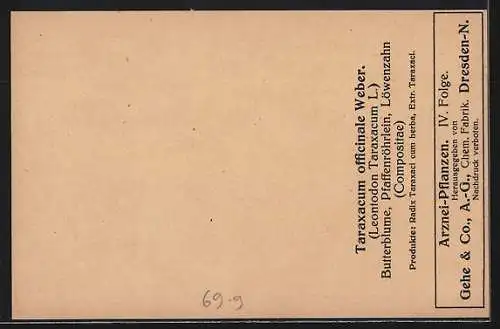 Taraxacum officinale Weber.
(Leontodon Taraxacum L.)
Butterblume, Pfaffenröhrlein, Löwenzahn
(Compositae)
Produkte: Radix Taraxaci cum herba, Extr. Taraxaci.
Arznei-Pflanzen. IV. Folge.
Herausgegeben von
Gehe & Co., A.-G., Chem. Fabrik. Dresden-N.
Nachdruck verboten.
69-9